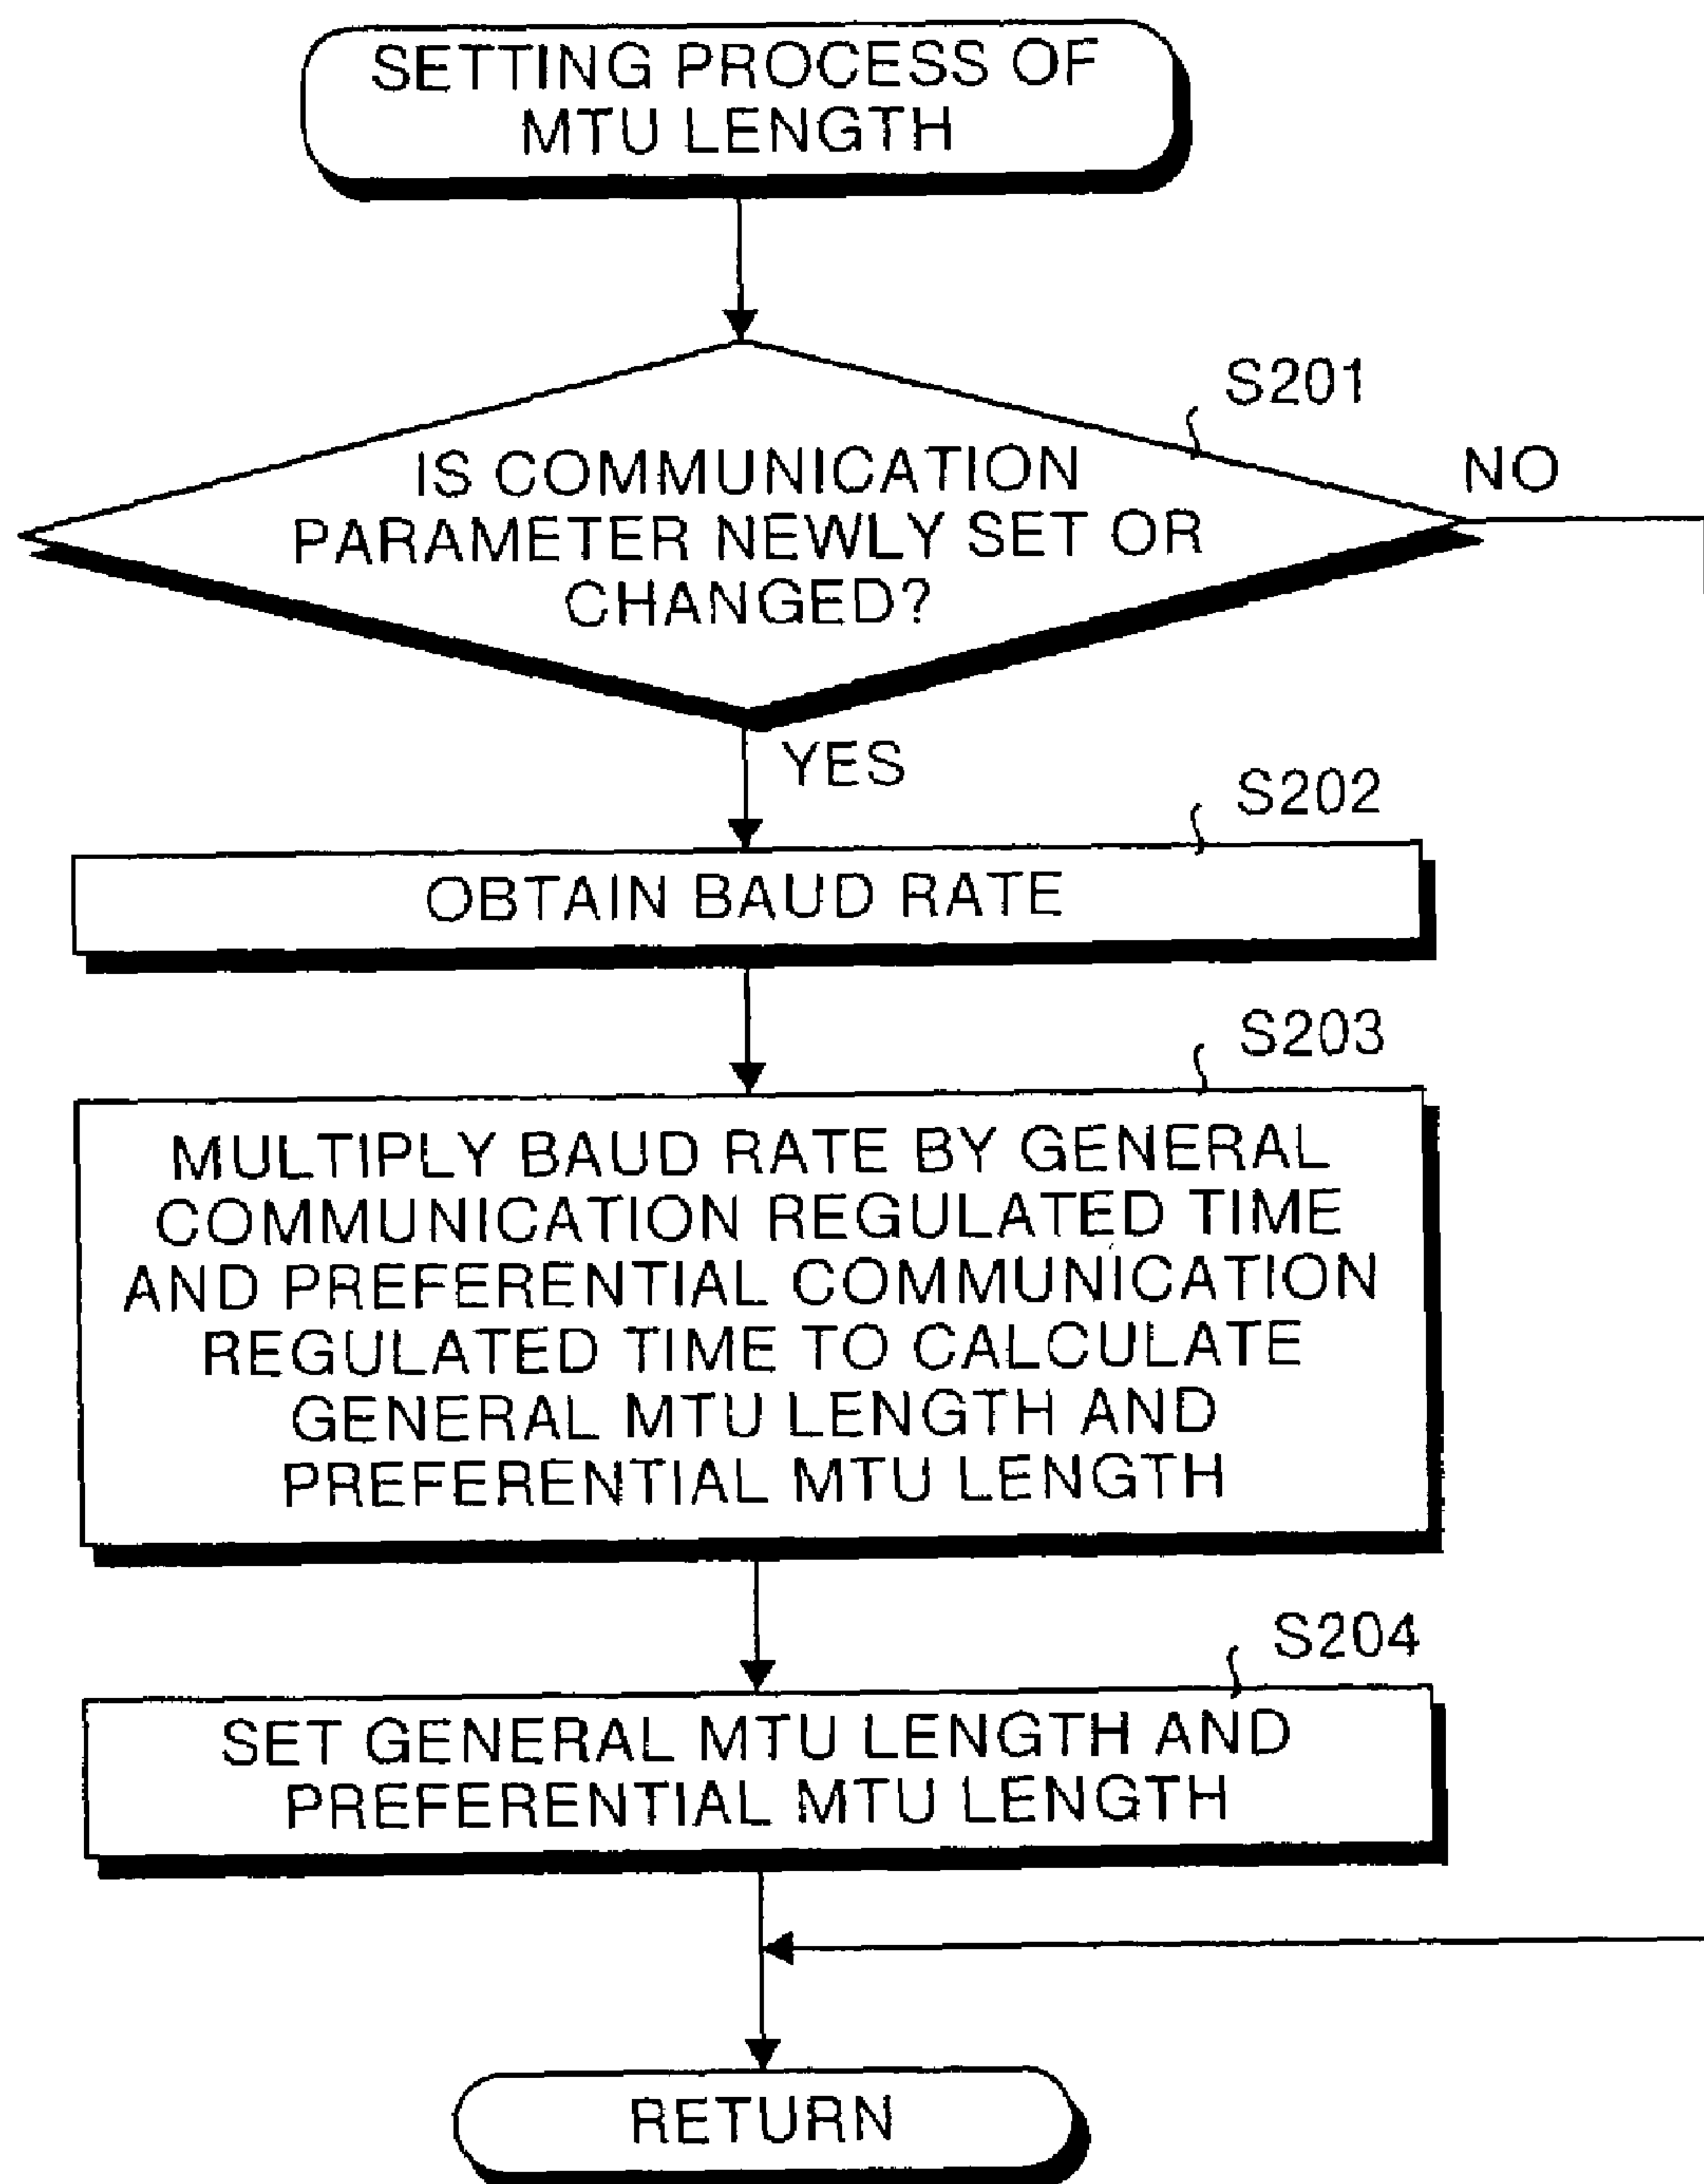 SETTING PROCESS OF
MTU LENGTH
S201
IS COMMUNICATION
PARAMETER NEWLY SET OR
CHANGED?
NO
YES
S202
OBTAIN BAUD RATE
S203
MULTIPLY BAUD RATE BY GENERAL
COMMUNICATION REGULATED TIME
AND PREFERENTIAL COMMUNICATION
REGULATED TIME TO CALCULATE
GENERAL MTU LENGTH AND
PREFERENTIAL MTU LENGTH
S204
SET GENERAL MTU LENGTH AND
PREFERENTIAL MTU LENGTH
RETURN